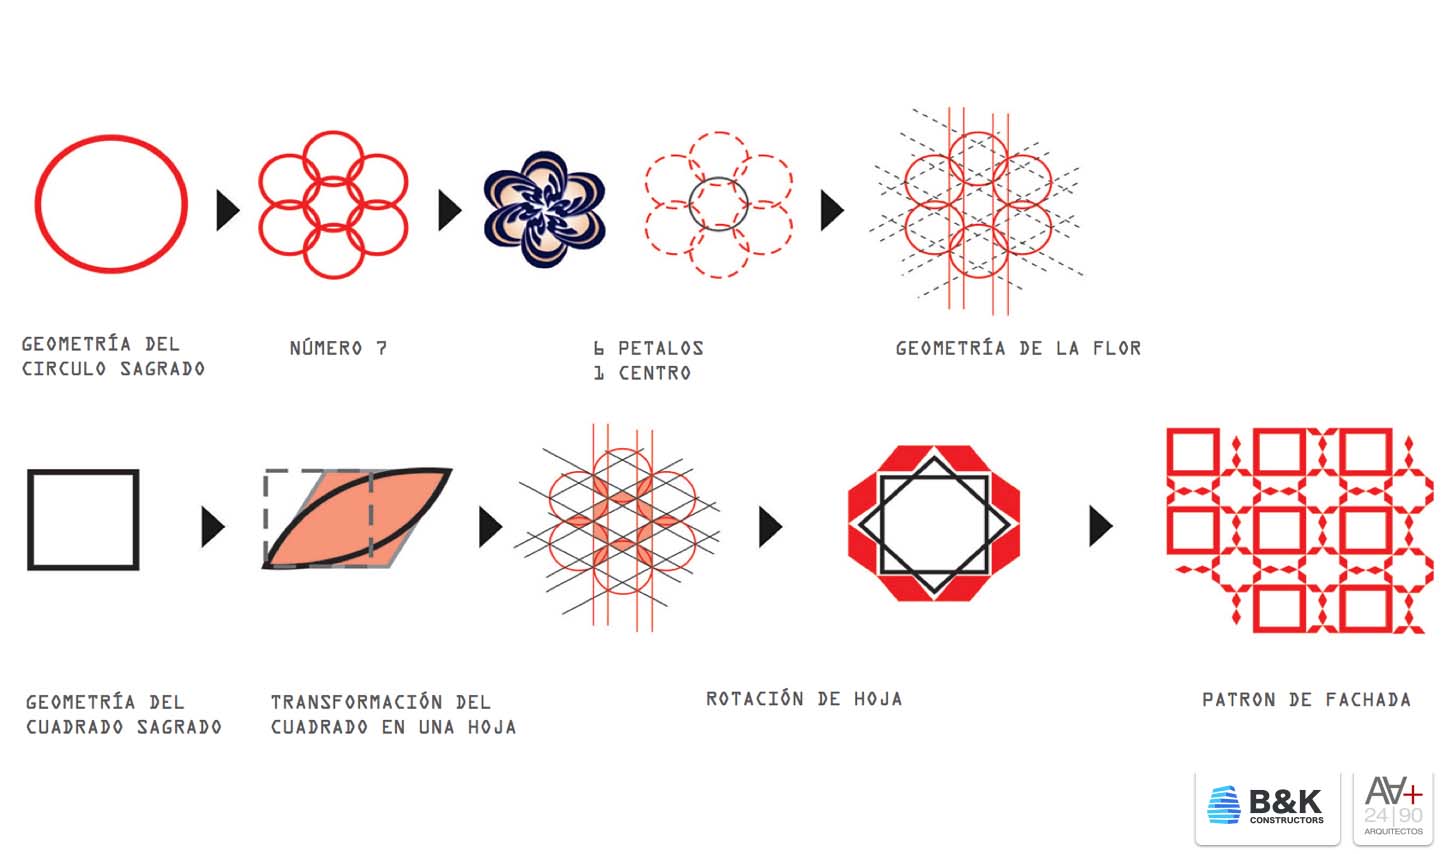 GEOMETRÍA DEL
CIRCULO SAGRADO
NÚMERO 7
6 PETALOS
1 CENTRO
GEOMETRÍA DE LA FLOR
GEOMETRÍA DEL
CUADRADO SAGRADO
TRANSFORMACIÓN DEL
CUADRADO EN UNA HOJA
ROTACIÓN DE HOJA
PATRON DE FACHADA
B&K
CONSTRUCTORS
AA+
24|90
ARQUITECTOS